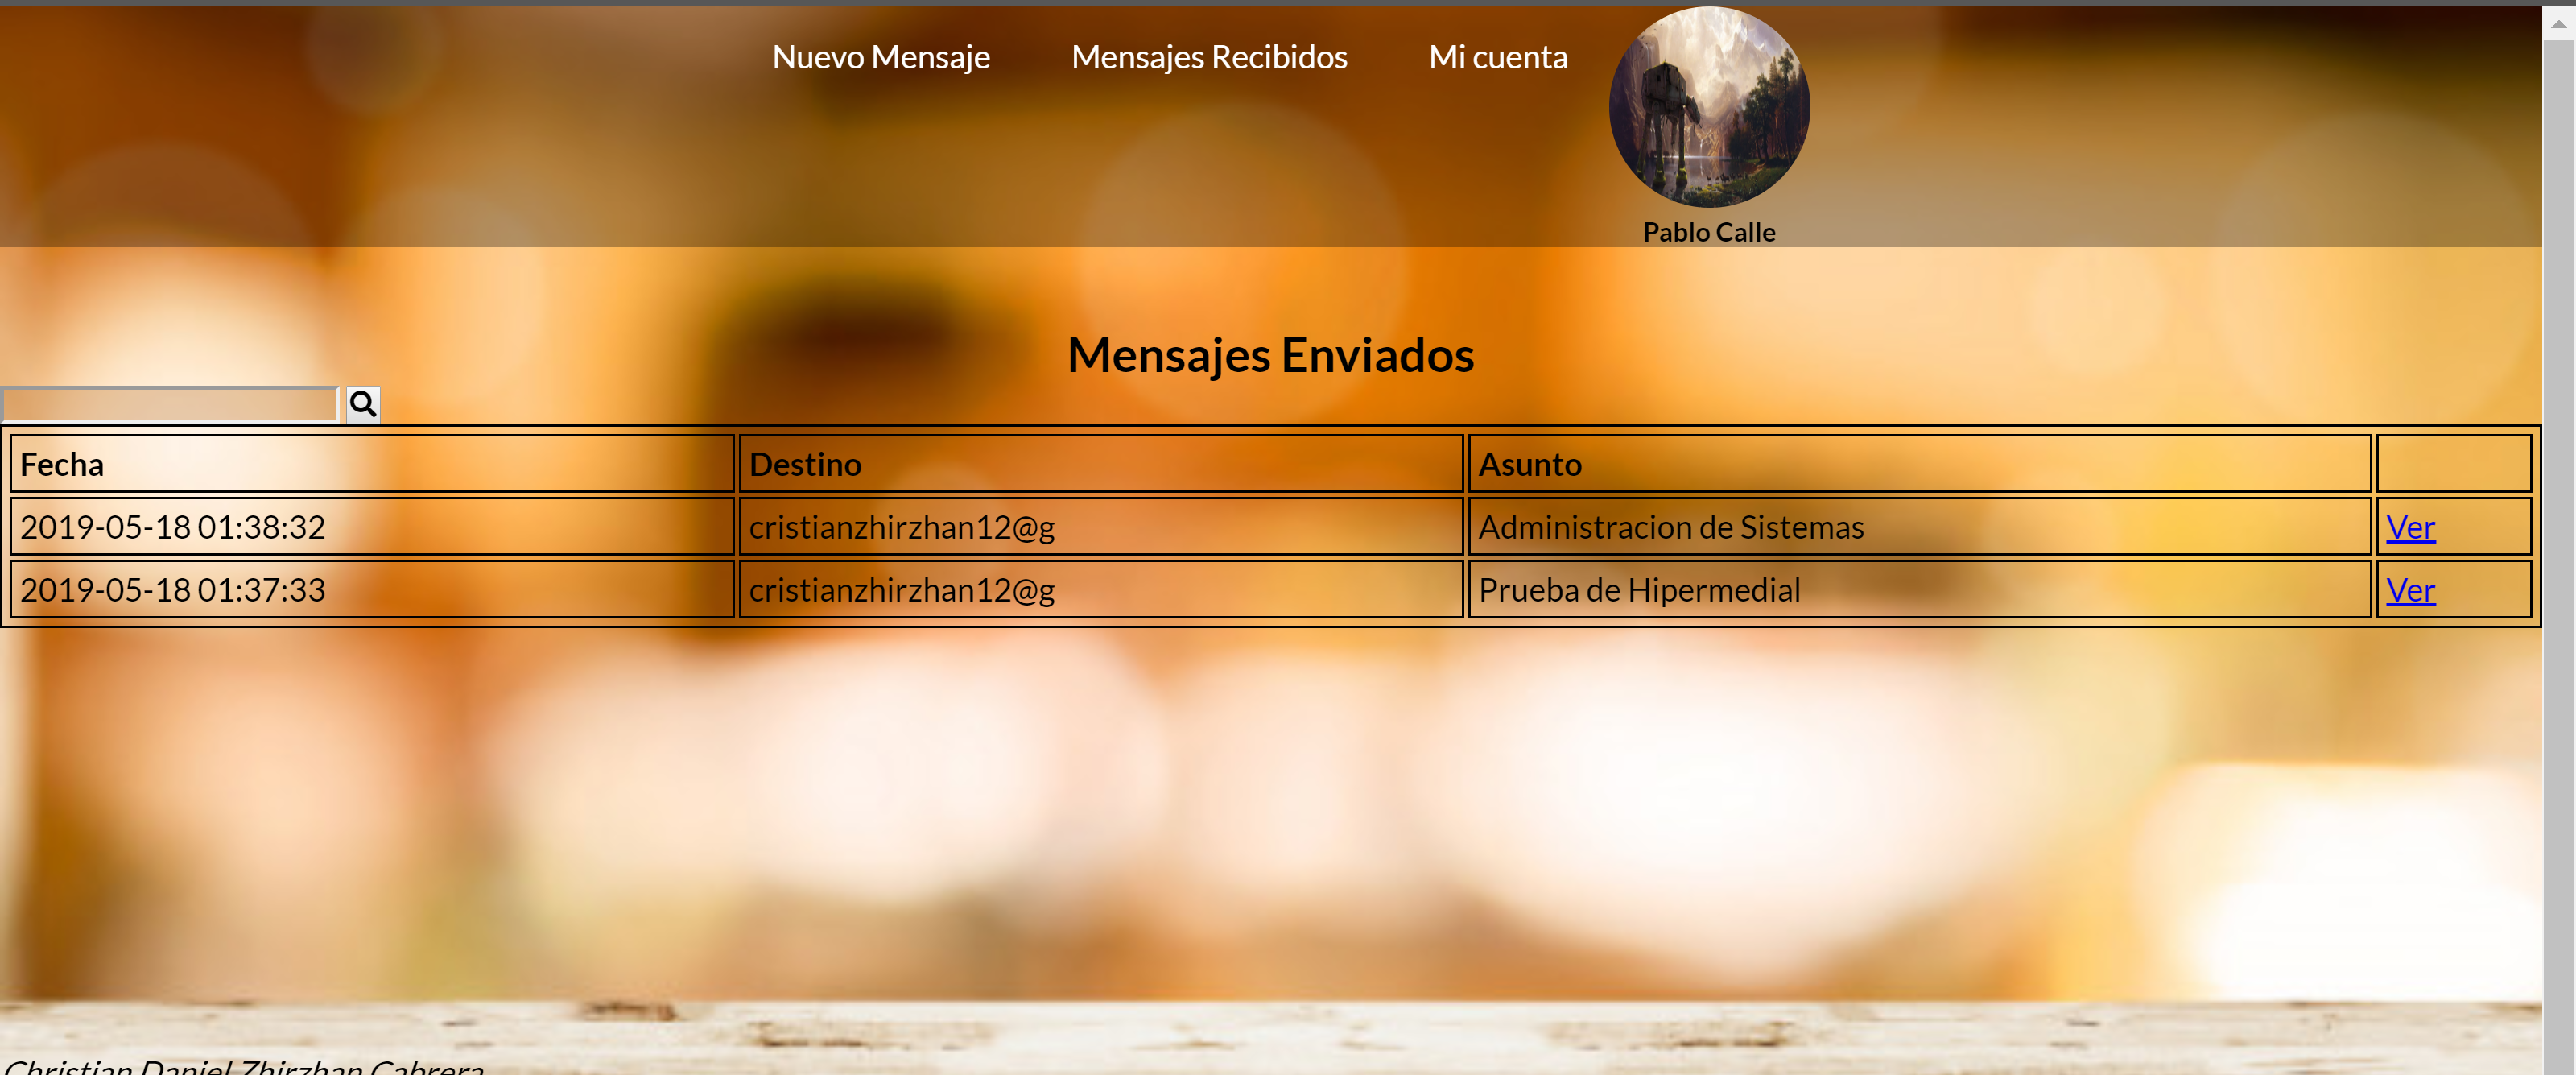 Nuevo Mensaje Mensajes Recibidos Mi cuenta
Pablo Calle
Mensajes Enviados
Fecha Destino Asunto
2019-05-18 01:38:32 cristianzhirzhan12@g Administracion de Sistemas Ver
2019-05-18 01:37:33 cristianzhirzhan12@g Prueba de Hipermedial Ver
Christian Daniel Zhirzhan Cabrera